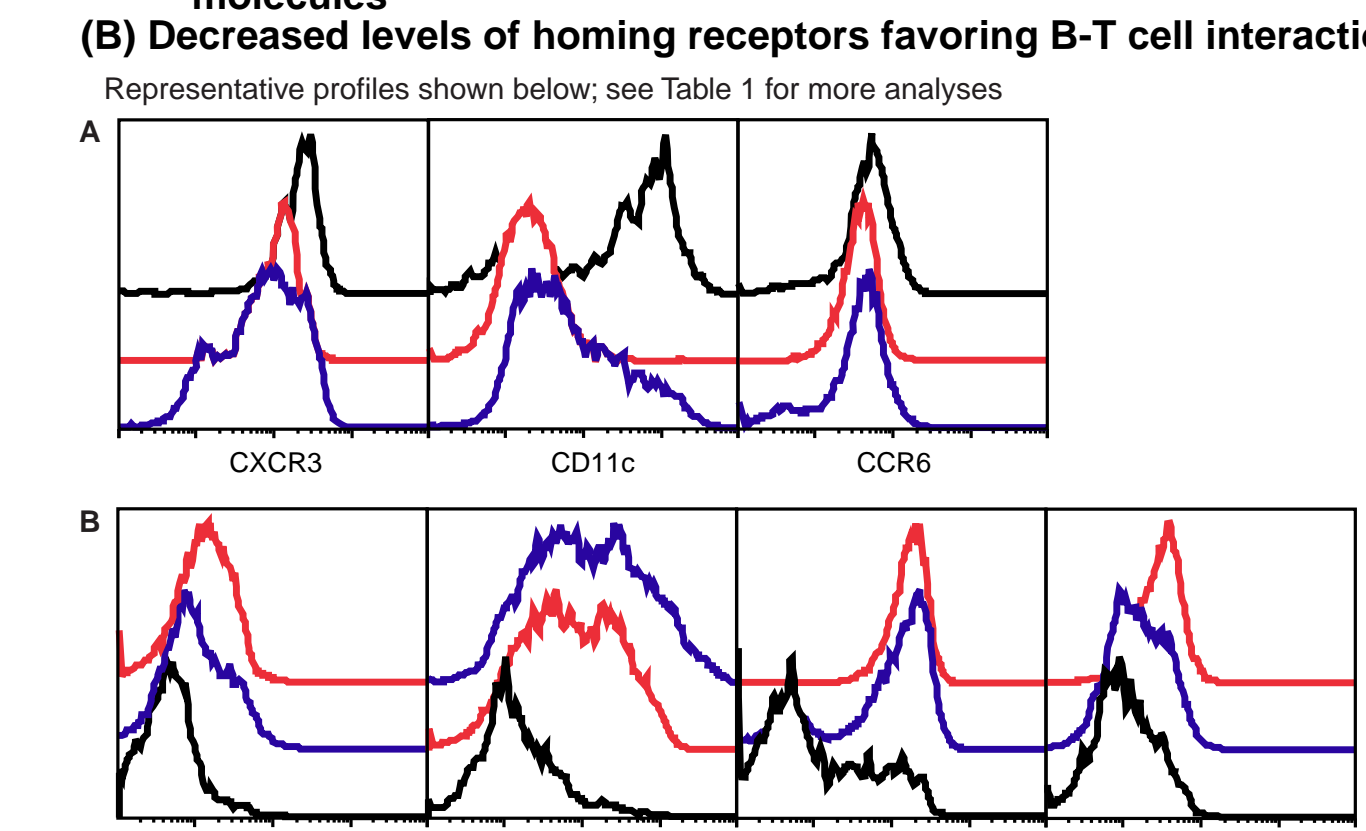 molecules
(B) Decreased levels of homing receptors favoring B-T cell
Representative profiles shown below; see Table 1 for more analyses
A
CXCR3 CD11c CCR6
B